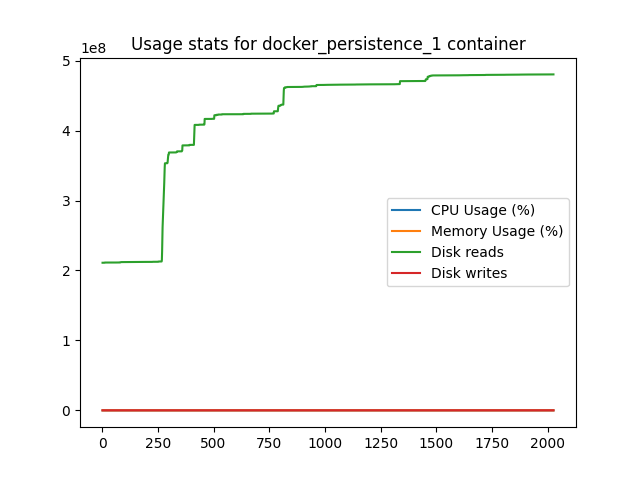 Usage stats for docker_persistence_1 container
1e8
5
4
3
2
1
0
CPU Usage (%)
Memory Usage (%)
Disk reads
Disk writes
0 250 500 750 1000 1250 1500 1750 2000